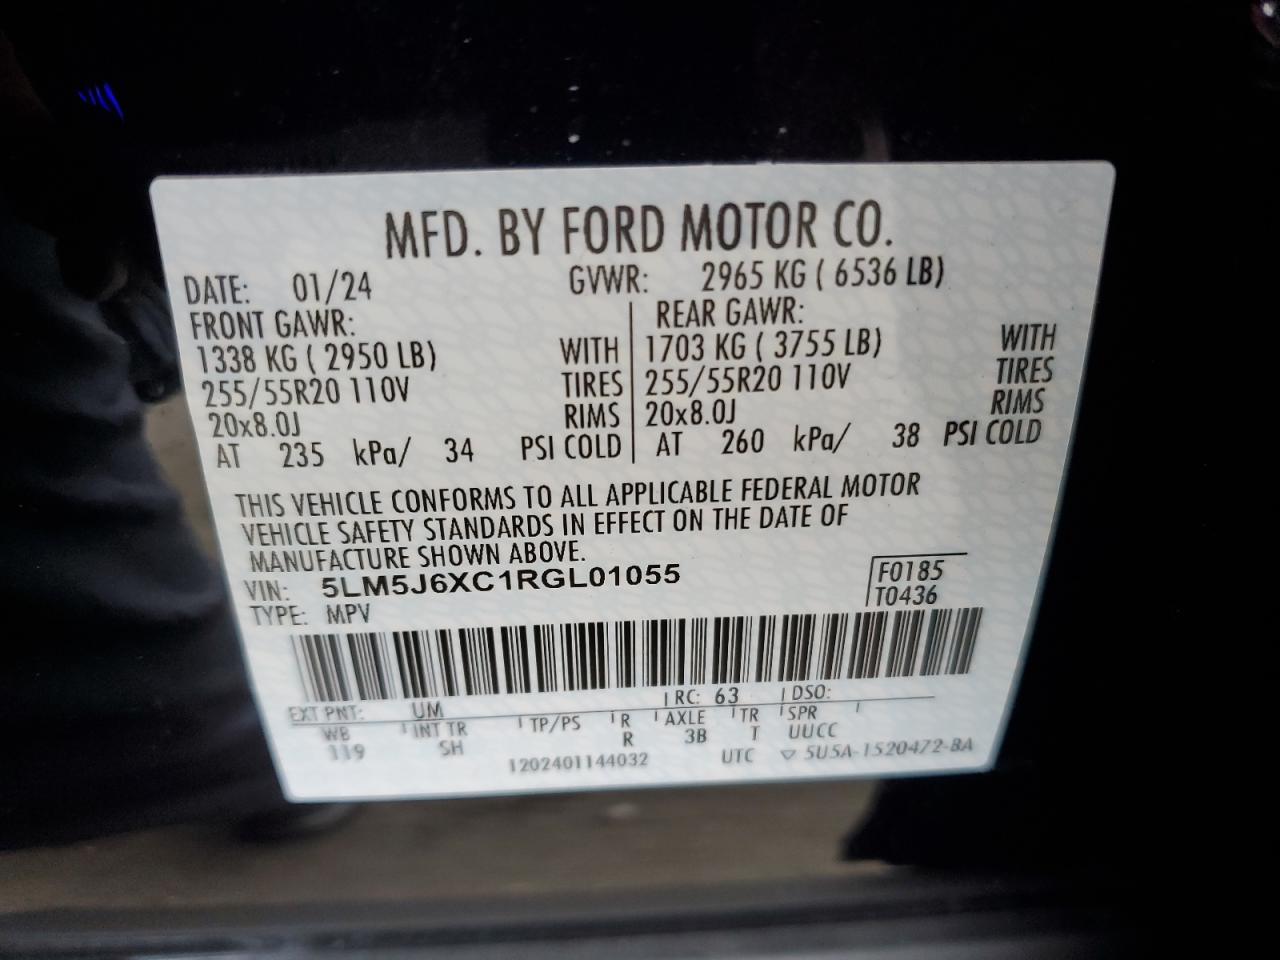 MFD. BY FORD MOTOR CO.
DATE: 01/24 GVWR: 2965 KG ( 6536 LB)
FRONT GAWR: REAR GAWR:
1338 KG ( 2950 LB) WITH 1703 KG ( 3755 LB) WITH
255/55R20 110V TIRES 255/55R20 110V TIRES
20x8.0J RIMS 20x8.0J RIMS
AT 235 kPa/ 34 PSI COLD AT 260 kPa/ 38 PSI COLD
THIS VEHICLE CONFORMS TO ALL APPLICABLE FEDERAL MOTOR
VEHICLE SAFETY STANDARDS IN EFFECT ON THE DATE OF
MANUFACTURE SHOWN ABOVE.
VIN: 5LM5J6XC1RGL01055 F0185
TYPE: MPV T0436
EXT PNT: UM RC: 63 DSO:
WB INT TR TP/PS R AXLE TR SPR
119 SH R 3B T UUCC
1202401144032 UTC ▽ 5U5A-1520472-BA